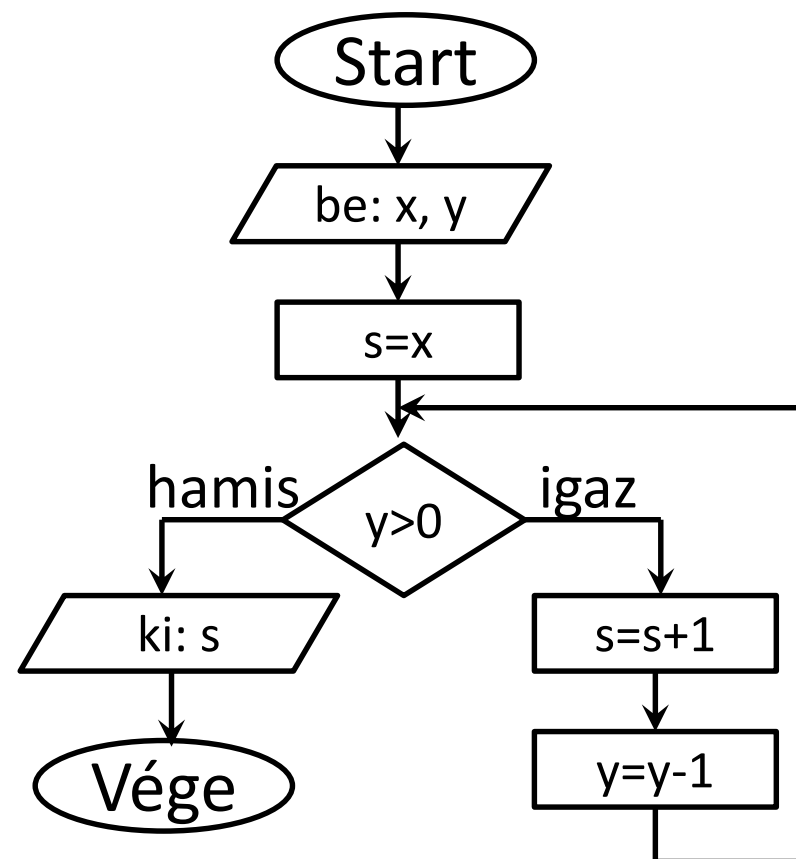 Start
be: x, y
s=x
hamis
igaz
y>0
ki: s
s=s+1
Vége
y=y-1